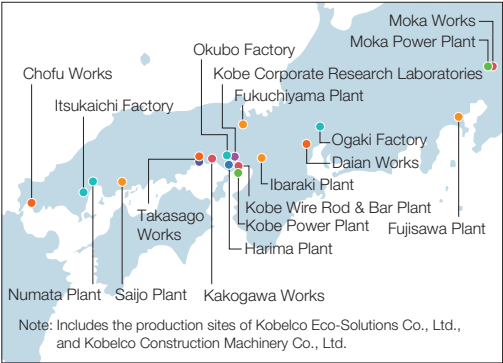 Moka Works
Moka Power Plant
Okubo Factory
Chofu Works
Kobe Corporate Research Laboratories
Itsukaichi Factory
Fukuchiyama Plant
Ogaki Factory
Daian Works
Ibaraki Plant
Takasago
Works
Kobe Wire Rod & Bar Plant
Kobe Power Plant
Fujisawa Plant
Harima Plant
Numata Plant
Saijo Plant
Kakogawa Works
Note: Includes the production sites of Kobelco Eco-Solutions Co., Ltd.,
and Kobelco Construction Machinery Co., Ltd.